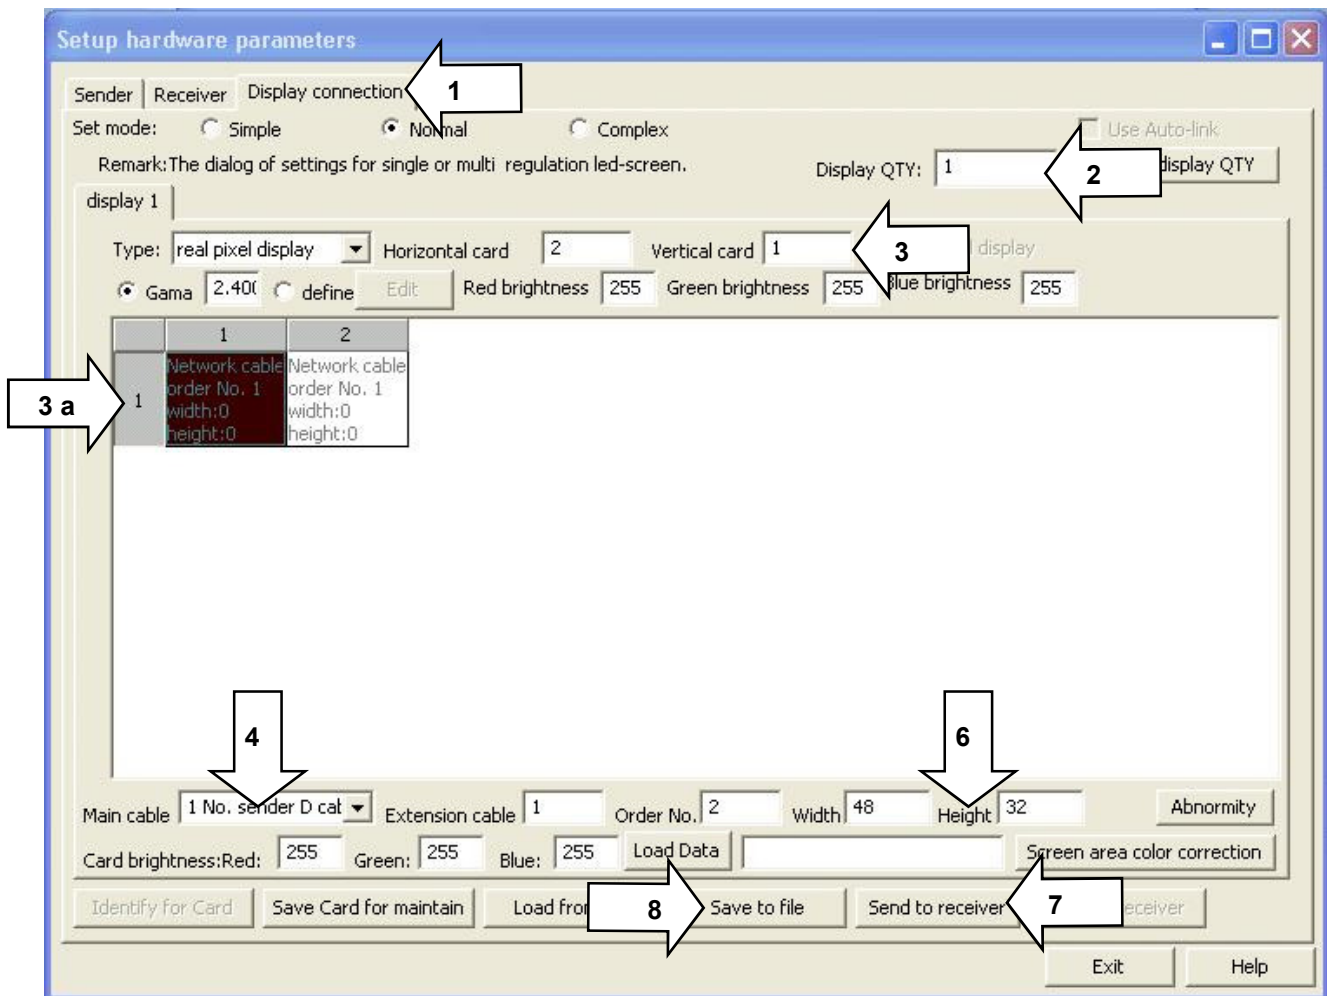 Setup hardware parameters
Sender Receiver Display connection 1
Set mode: Simple Normal Complex Use Auto-link
Remark:The dialog of settings for single or multi regulation led-screen. Display QTY: 1 2 display QTY
display 1
Type: real pixel display Horizontal card 2 Vertical card 1 3 display
Gama 2.400 define Edit Red brightness 255 Green brightness 255 Blue brightness 255
1 2
3 a 1 Network cable order No. 1 width:0 height:0 Network cable order No. 1 width:0 height:0
4 6
Main cable 1 No. sender D cab Extension cable 1 Order No. 2 Width 48 Height 32 Abnormity
Card brightness:Red: 255 Green: 255 Blue: 255 Load Data Screen area color correction
Identify for Card Save Card for maintain Load from 8 Save to file Send to receiver 7 receiver
Exit Help